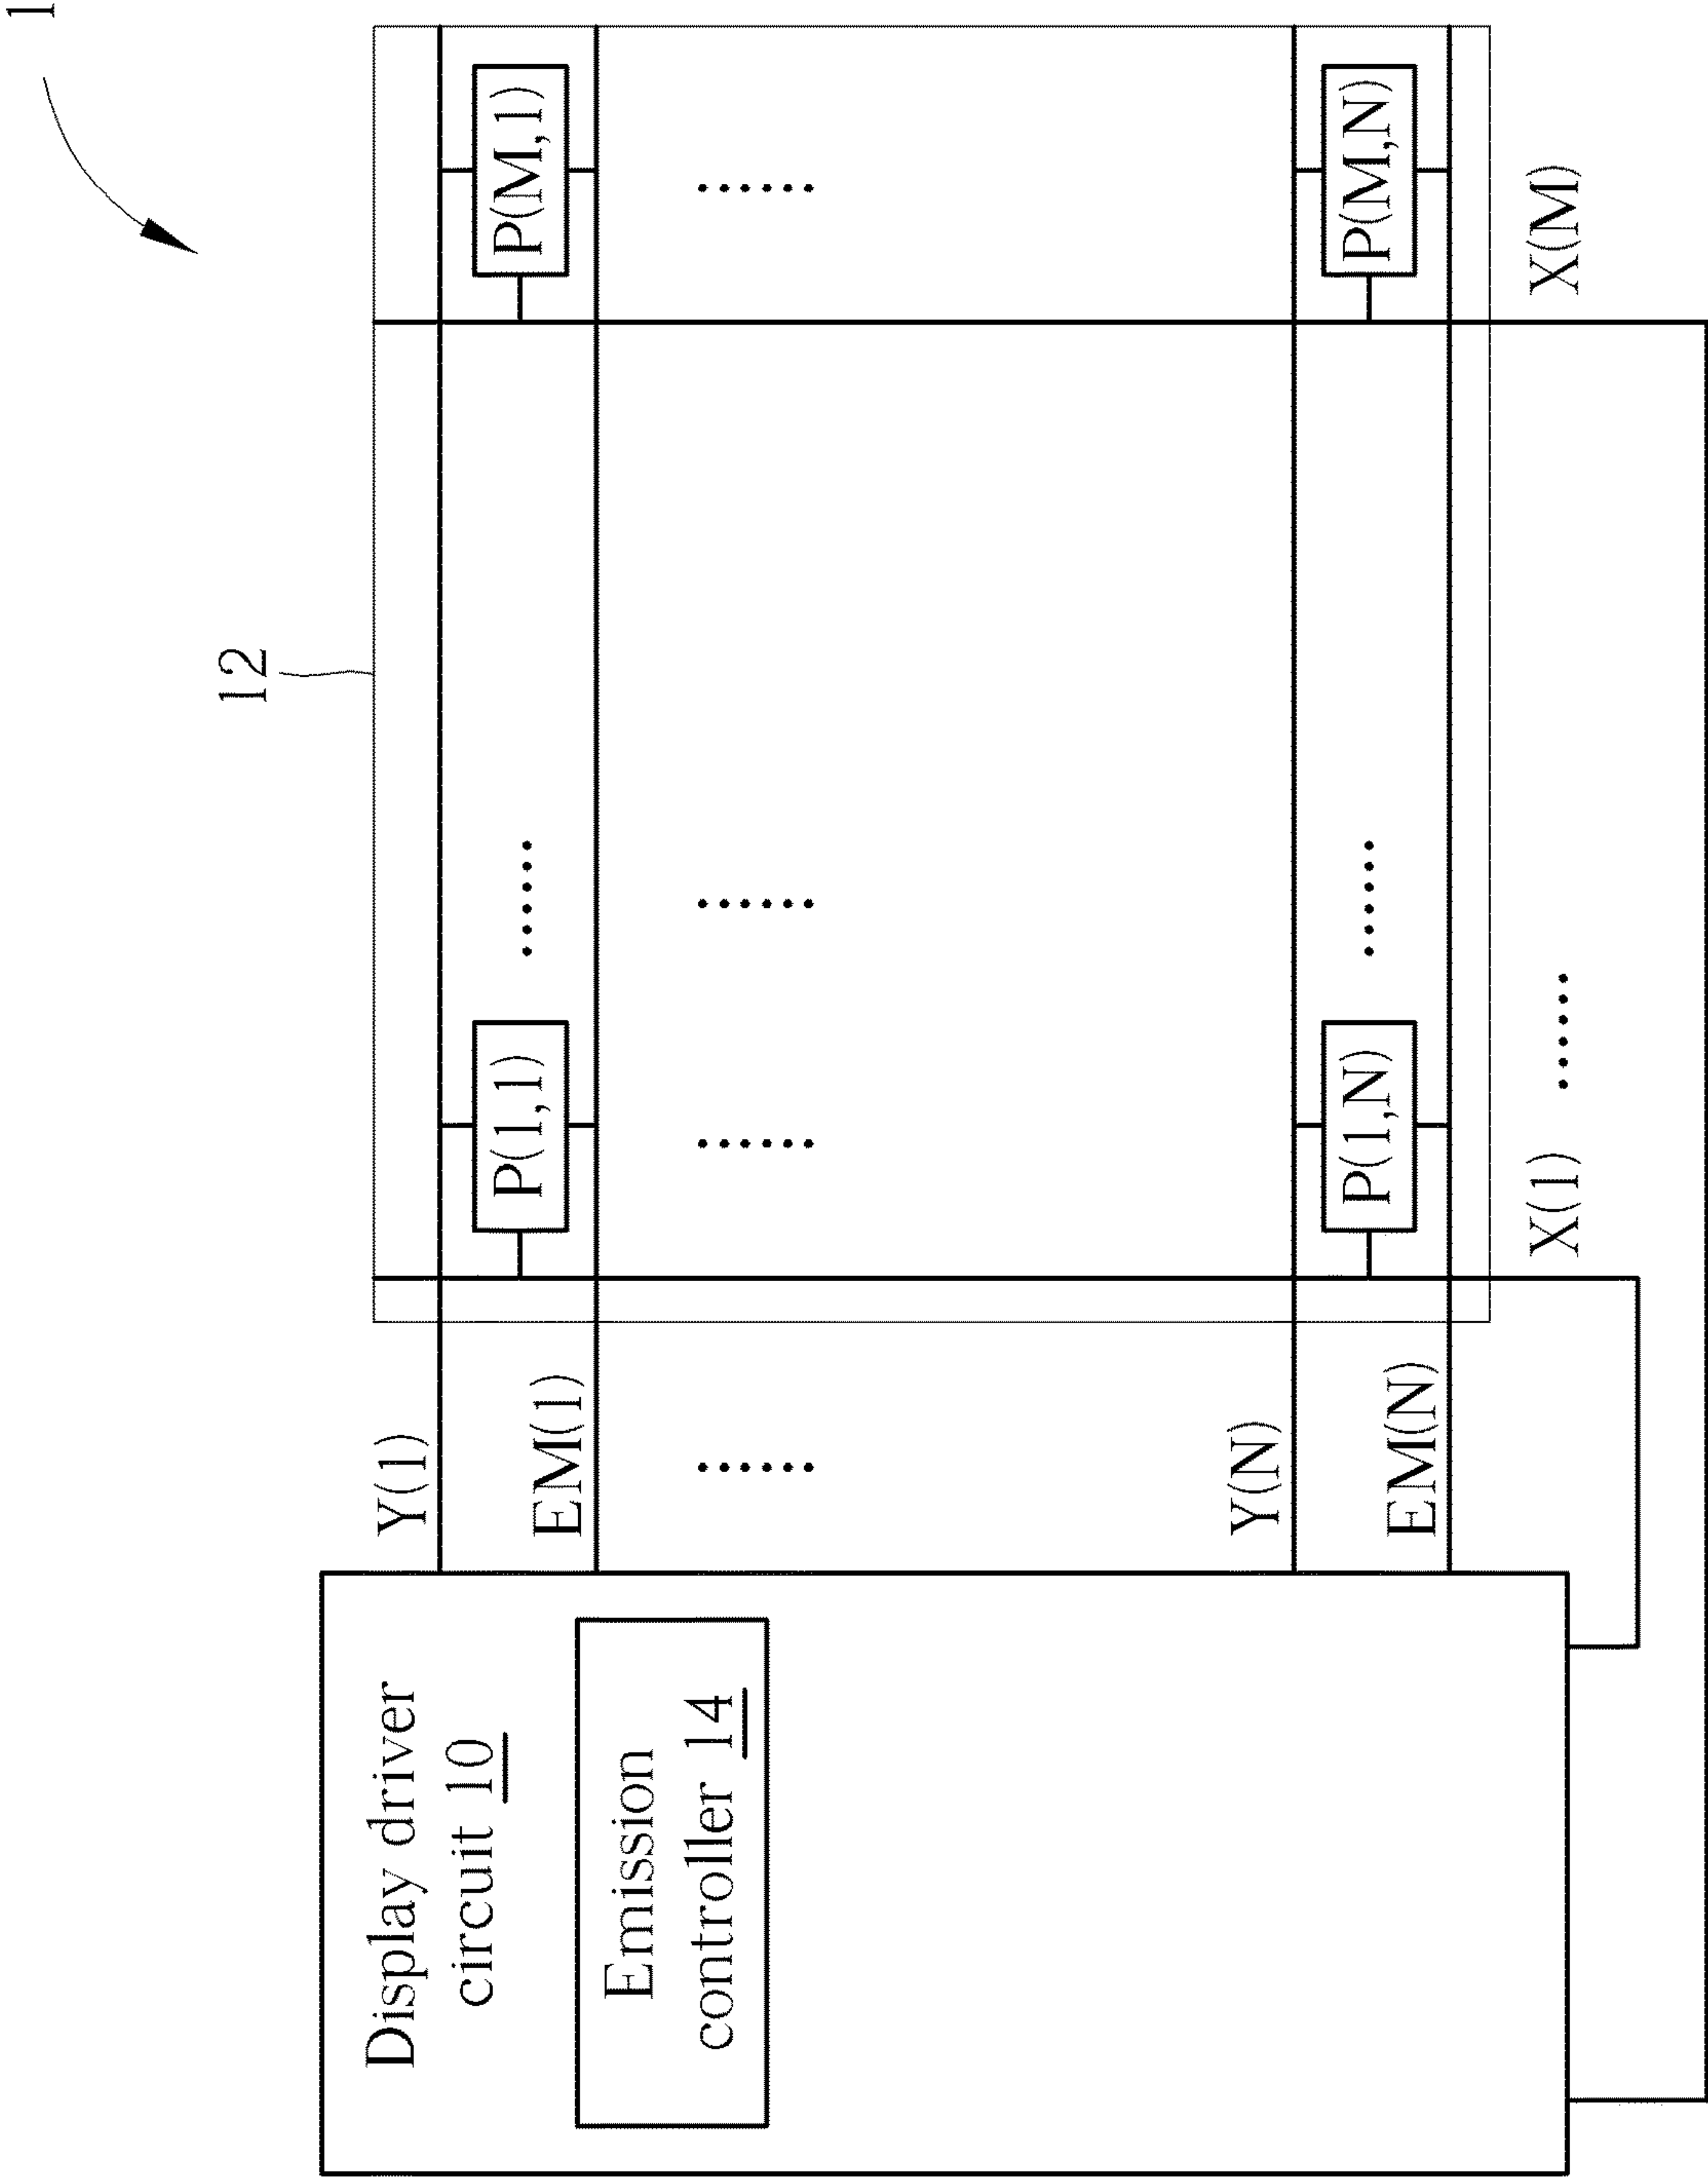 1
12
Display driver
circuit 10
Emission
controller 14
Y(1)
EM(1)
......
Y(N)
EM(N)
P(1,1)
......
P(M,1)
......
......
......
P(1,N)
......
P(M,N)
X(1)
......
X(M)